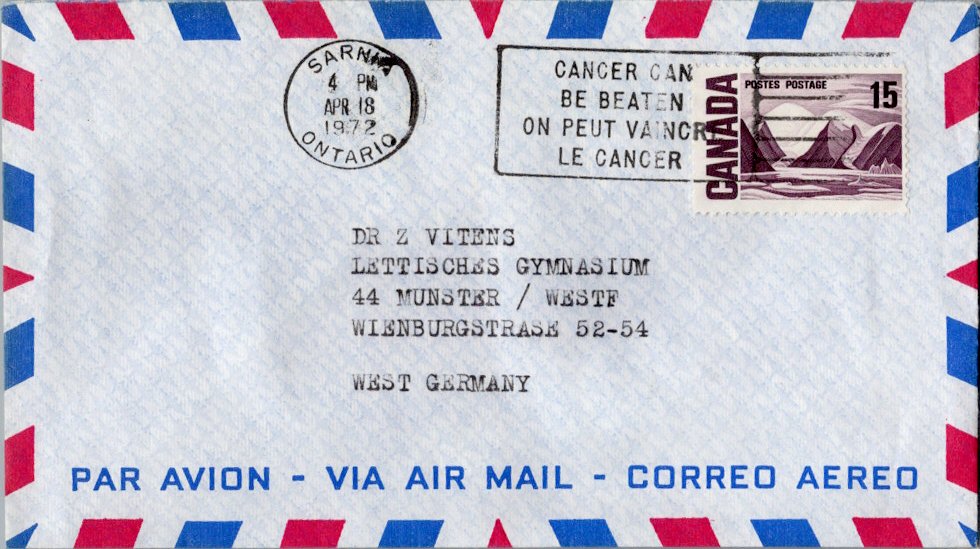 SARNIA
4 PM
APR 18
1972
ONTARIO
CANCER CAN
BE BEATEN
ON PEUT VAINCRE
LE CANCER
CANADA
POSTES POSTAGE
15
DR Z VITENS
LETTISCHES GYMNASIUM
44 MUNSTER / WESTF
WIENBURGSTRASE 52-54
WEST GERMANY
PAR AVION - VIA AIR MAIL - CORREO AEREO